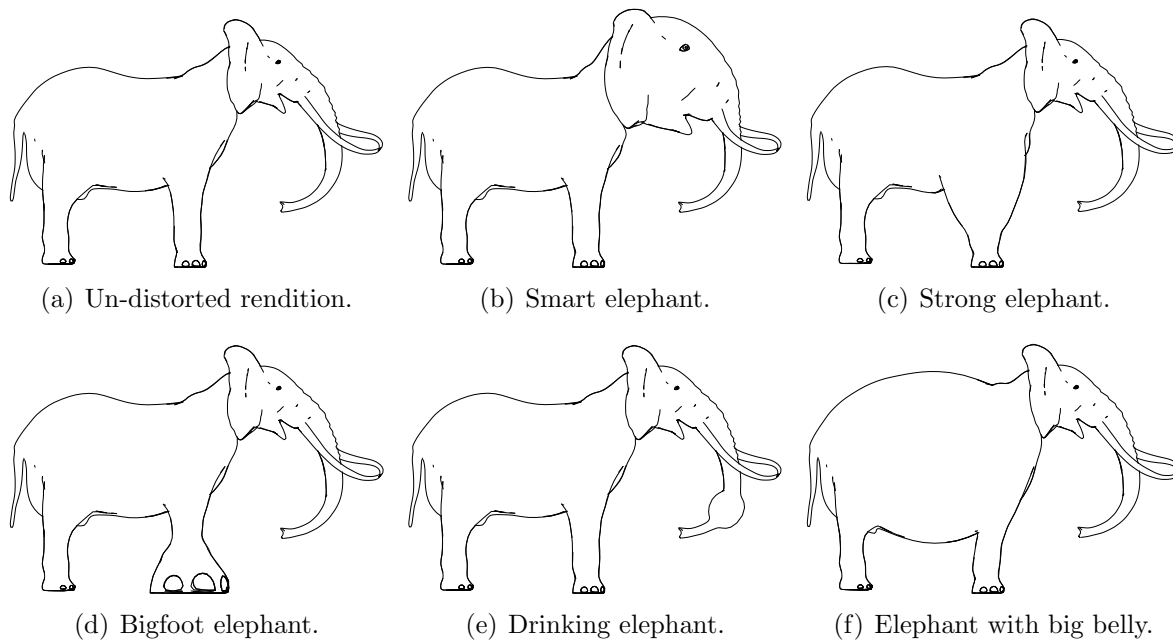 (a) Un-distorted rendition.
(b) Smart elephant.
(c) Strong elephant.
(d) Bigfoot elephant.
(e) Drinking elephant.
(f) Elephant with big belly.